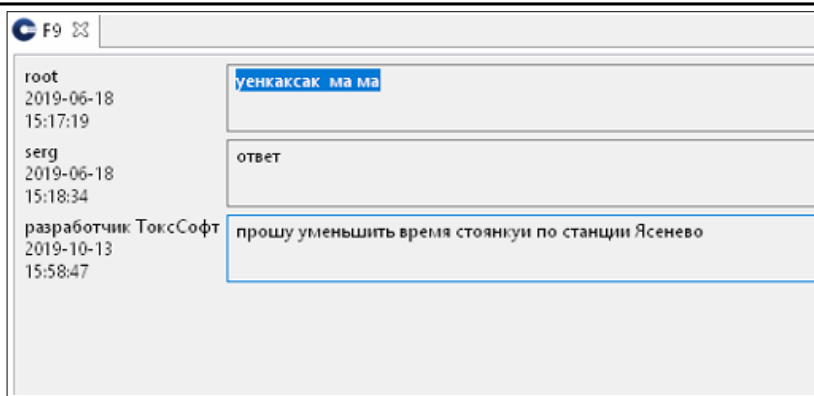 F9
root
2019-06-18
15:17:19
уенкаксак ма ма
serg
2019-06-18
15:18:34
ответ
разработчик ТоксСофт
2019-10-13
15:58:47
прошу уменьшить время стоянкуи по станции Ясенево